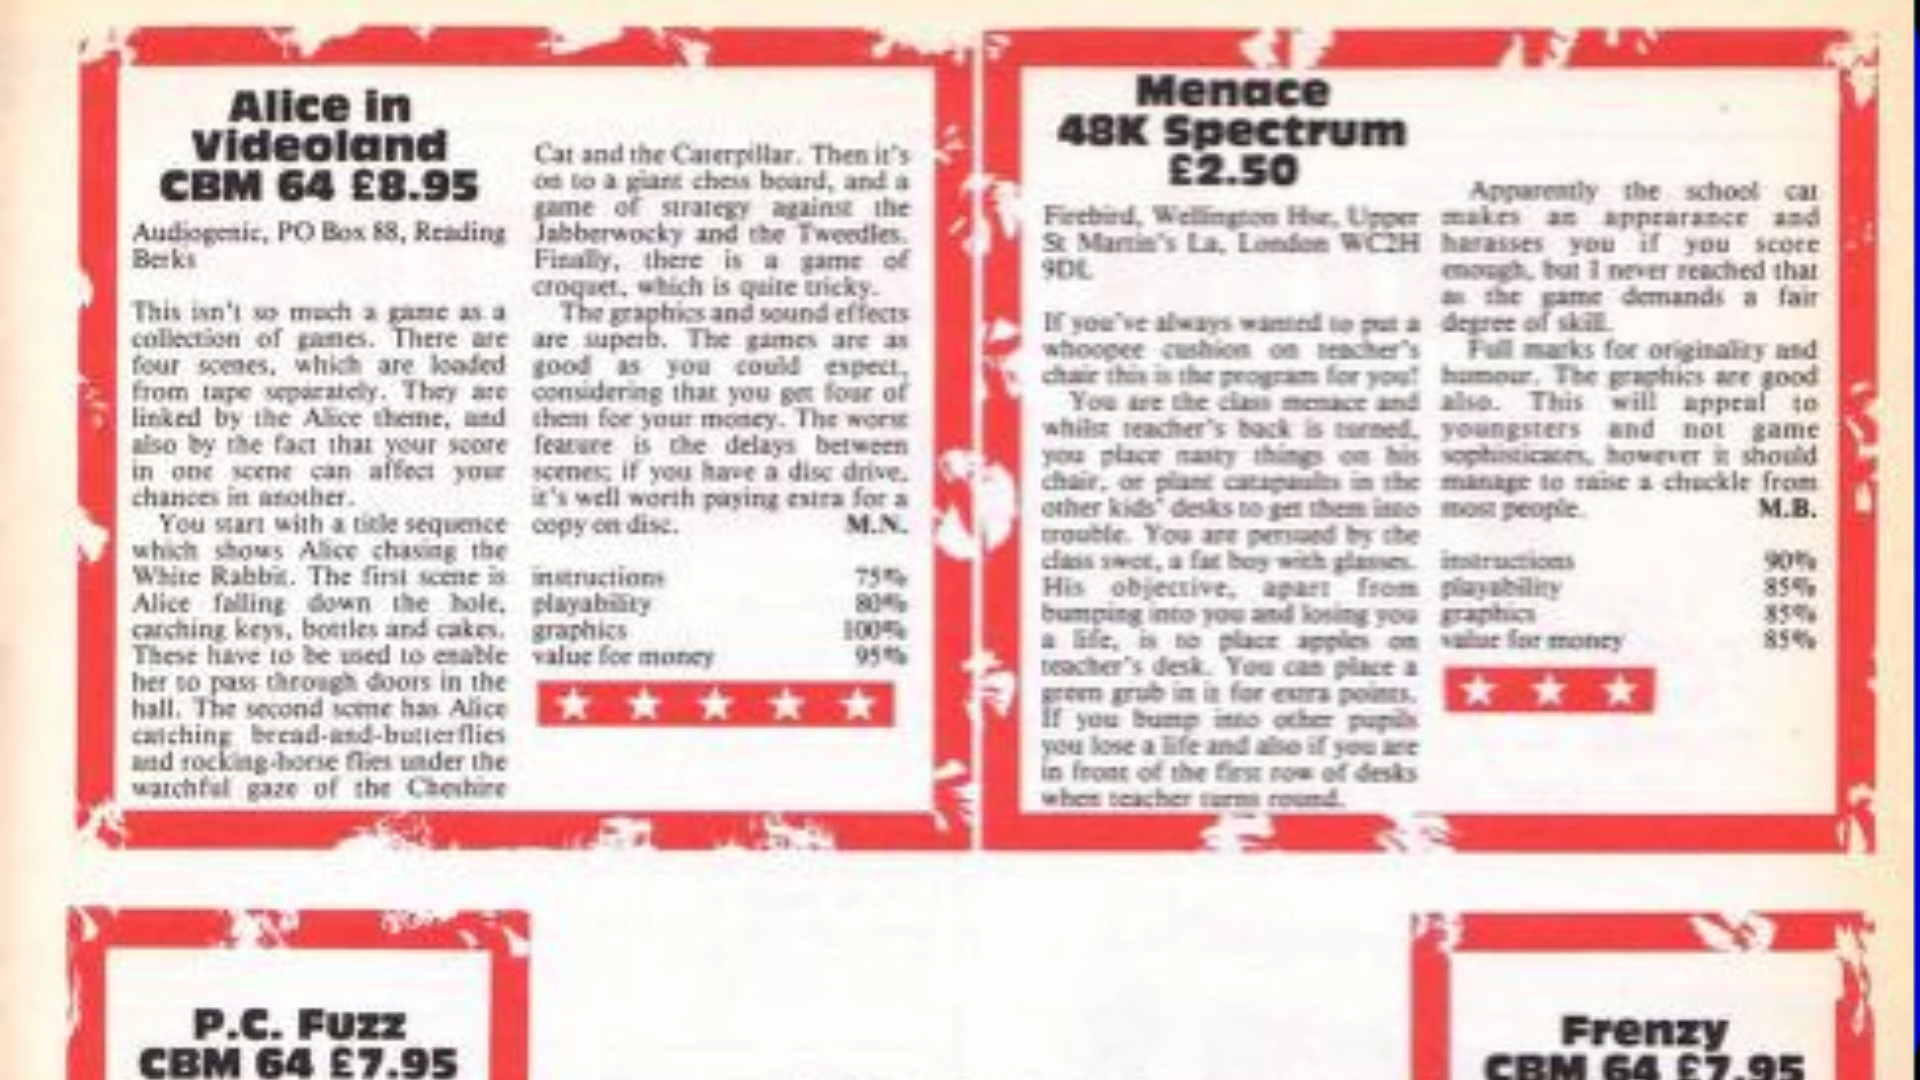 Alice in
Videoland
CBM 64 £8.95
Audiogenic, PO Box 88, Reading
Berks
This isn't so much a game as a
collection of games. There are
four scenes, which are loaded
from tape separately. They are
linked by the Alice theme, and
also by the fact that your score
in one scene can affect your
chances in another.
You start with a title sequence
which shows Alice chasing the
White Rabbit. The first scene is
Alice falling down the hole,
catching keys, bottles and cakes.
These have to be used to enable
her to pass through doors in the
hall. The second scene has Alice
catching bread-and-butterflies
and rocking-horse flies under the
watchful gaze of the Cheshire
Cat and the Caterpillar. Then it's
on to a giant chess board, and a
game of strategy against the
Jabberwocky and the Tweedles.
Finally, there is a game of
croquet, which is quite tricky.
The graphics and sound effects
are superb. The games are as
good as you could expect,
considering that you get four of
them for your money. The worst
feature is the delays between
scenes; if you have a disc drive,
it's well worth paying extra for a
copy on disc. M.N.
instructions 75%
playability 80%
graphics 100%
value for money 95%
Menace
48K Spectrum
£2.50
Firebird, Wellington Hse, Upper
St Martin's La, London WC2H
9DL
If you've always wanted to put a
whoopee cushion on teacher's
chair this is the program for you!
You are the class menace and
whilst teacher's back is turned,
you place nasty things on his
chair, or plant catapaults in the
other kids' desks to get them into
trouble. You are persued by the
class swot, a fat boy with glasses.
His objective, apart from
bumping into you and losing you
a life, is to place apples on
teacher's desk. You can place a
green grub in it for extra points.
If you bump into other pupils
you lose a life and also if you are
in front of the first row of desks
when teacher turns round.
Apparently the school cat
makes an appearance and
harasses you if you score
enough, but I never reached that
as the game demands a fair
degree of skill.
Full marks for originality and
humour. The graphics are good
also. This will appeal to
youngsters and not game
sophisticates, however it should
manage to raise a chuckle from
most people. M.B.
instructions 90%
playability 85%
graphics 85%
value for money 85%
P.C. Fuzz
CBM 64 £7.95
Frenzy
CBM 64 £7.95